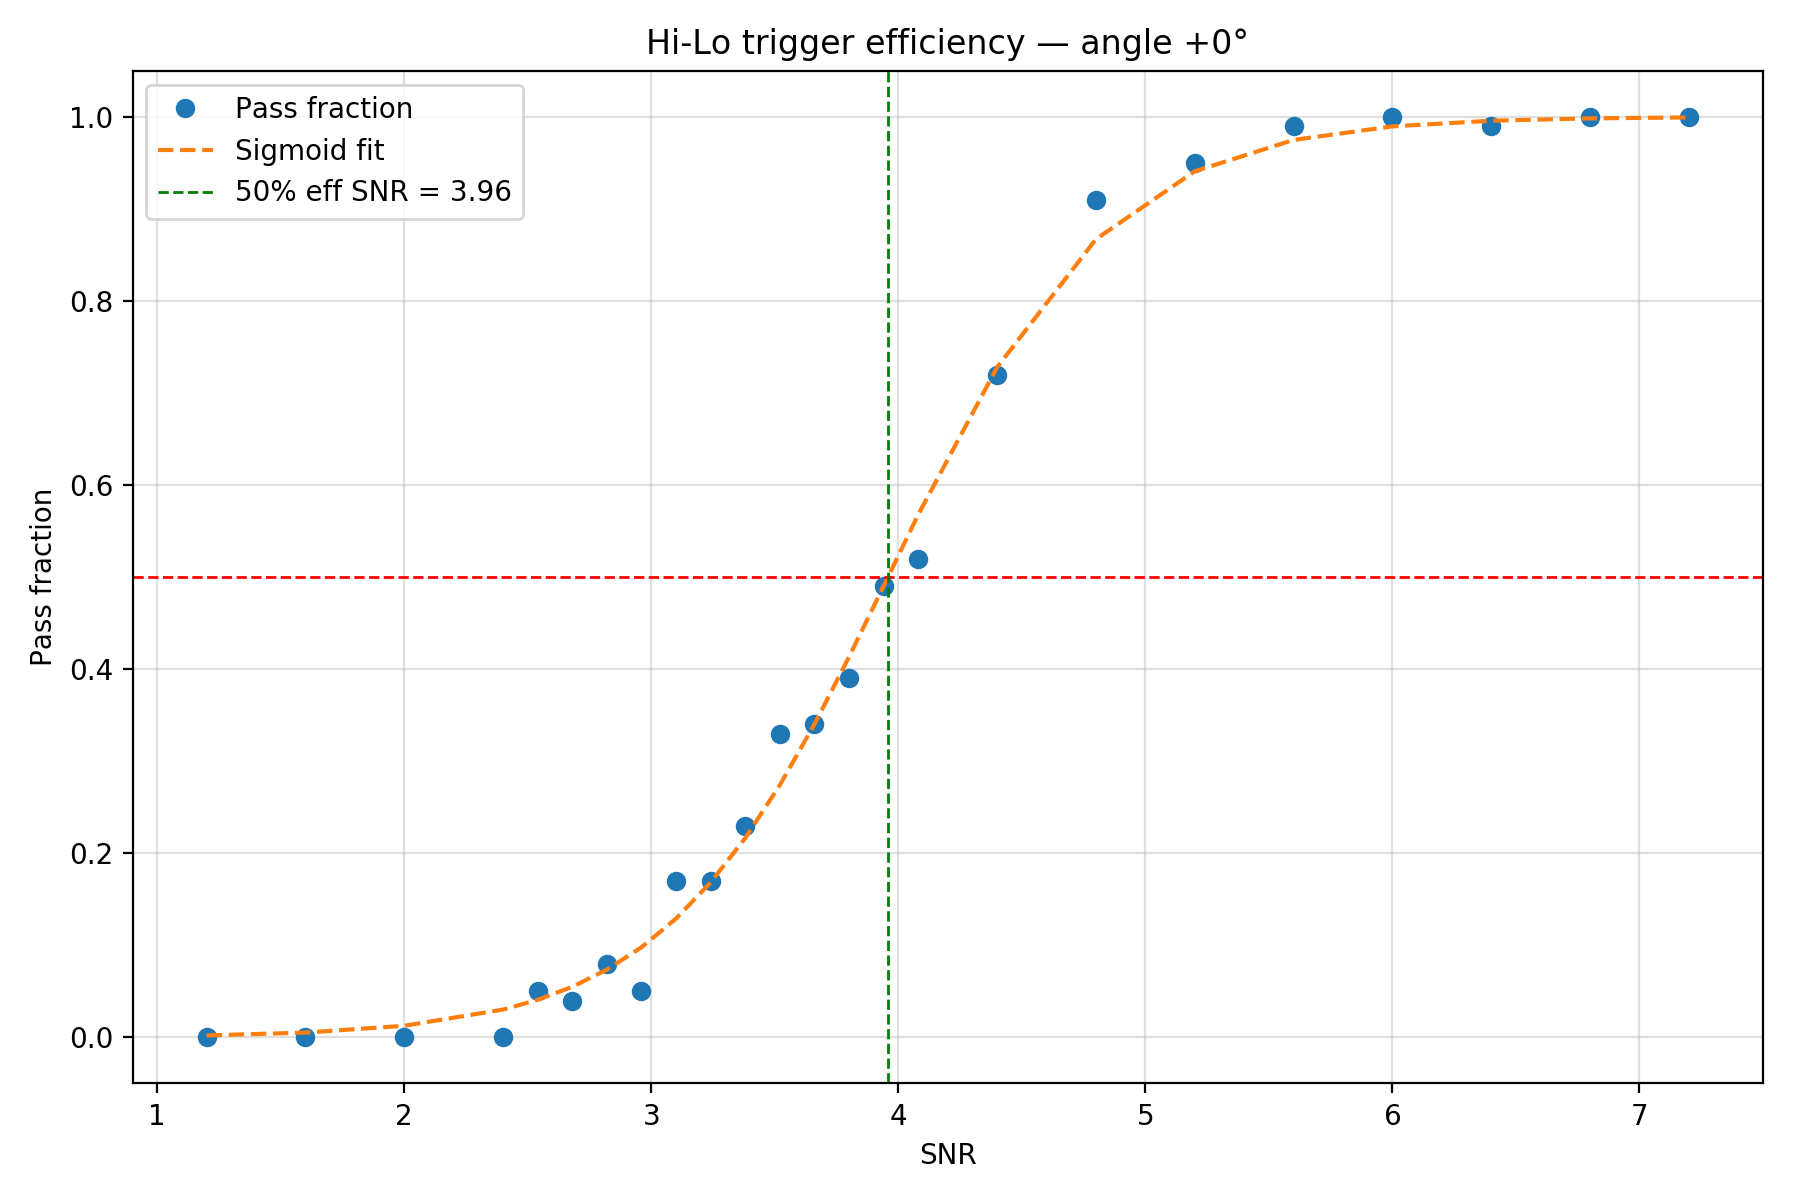 Hi-Lo trigger efficiency — angle +0°
Pass fraction
Sigmoid fit
50% eff SNR = 3.96
1.0
0.8
0.6
0.4
0.2
0.0
Pass fraction
1 2 3 4 5 6 7
SNR